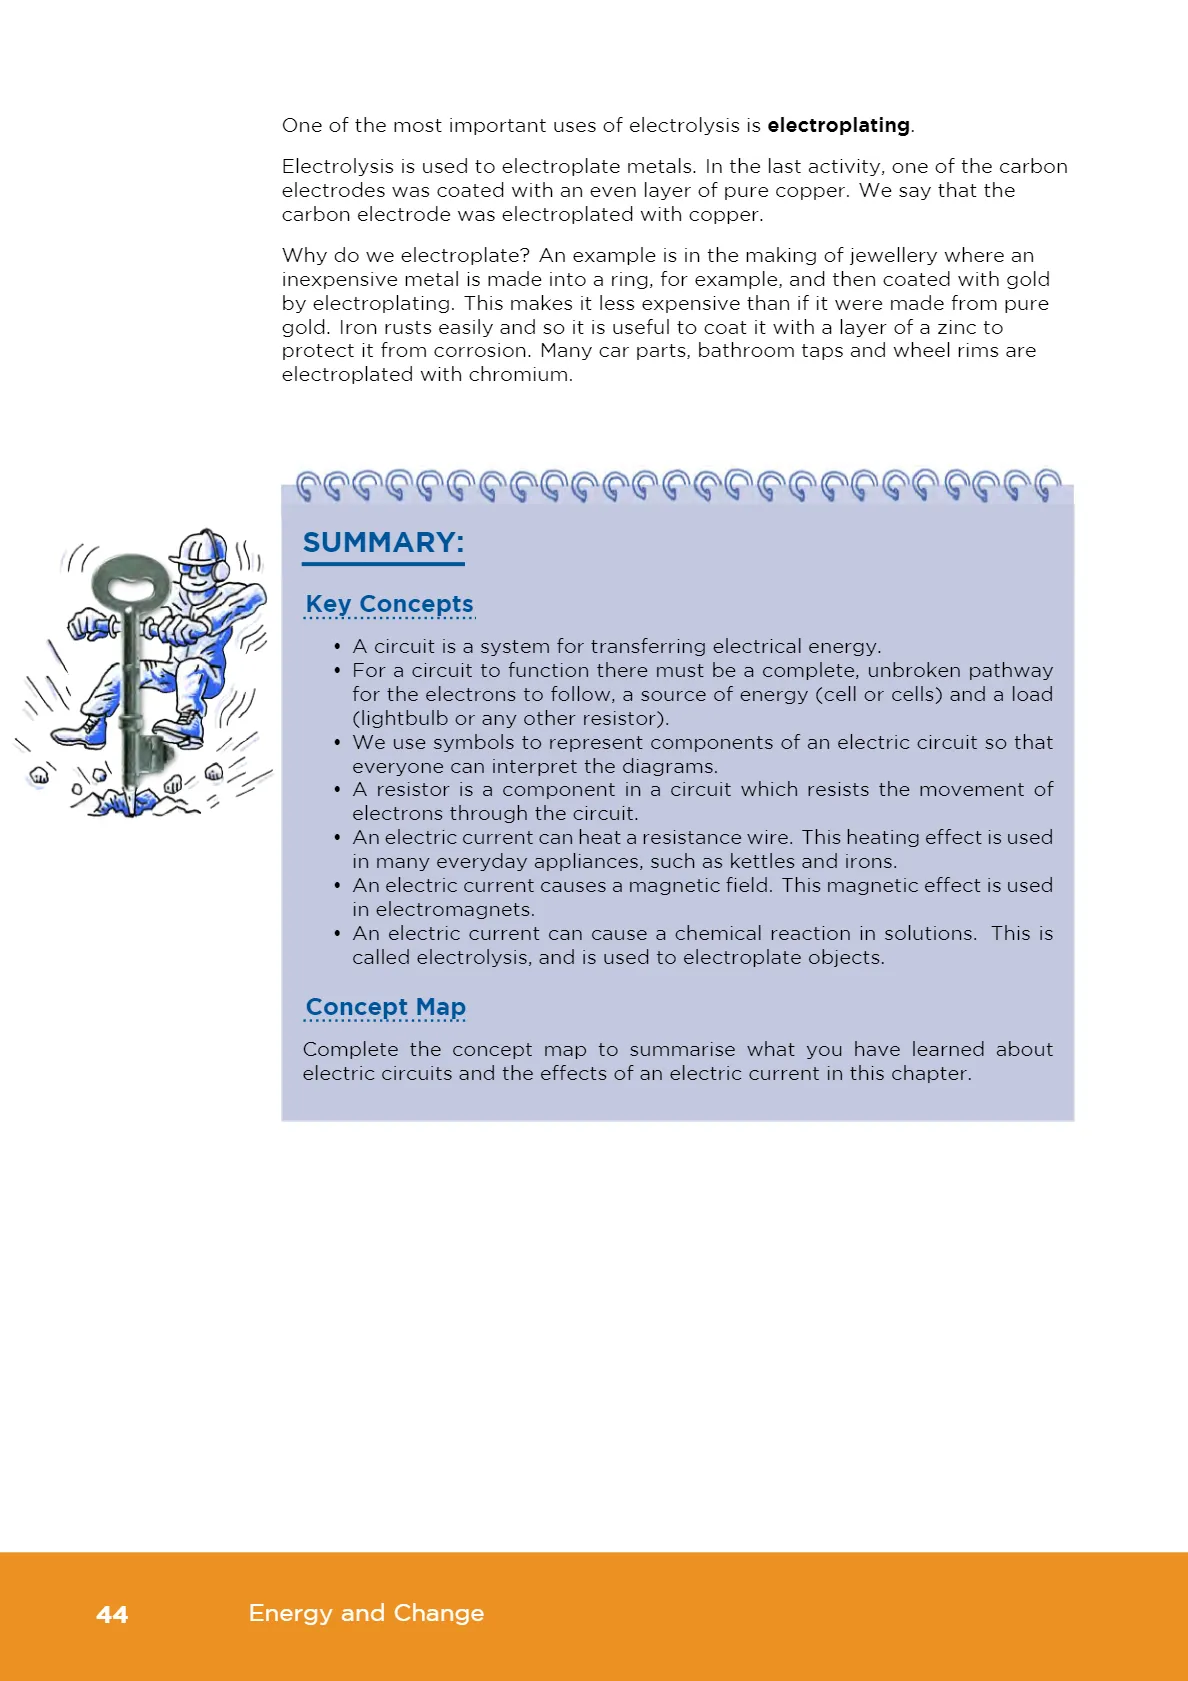 One of the most important uses of electrolysis is electroplating.
Electrolysis is used to electroplate metals. In the last activity, one of the carbon
electrodes was coated with an even layer of pure copper. We say that the
carbon electrode was electroplated with copper.
Why do we electroplate? An example is in the making of jewellery where an
inexpensive metal is made into a ring, for example, and then coated with gold
by electroplating. This makes it less expensive than if it were made from pure
gold. Iron rusts easily and so it is useful to coat it with a layer of a zinc to
protect it from corrosion. Many car parts, bathroom taps and wheel rims are
electroplated with chromium.
SUMMARY:
Key Concepts
• A circuit is a system for transferring electrical energy.
• For a circuit to function there must be a complete, unbroken pathway
for the electrons to follow, a source of energy (cell or cells) and a load
(lightbulb or any other resistor).
• We use symbols to represent components of an electric circuit so that
everyone can interpret the diagrams.
• A resistor is a component in a circuit which resists the movement of
electrons through the circuit.
• An electric current can heat a resistance wire. This heating effect is used
in many everyday appliances, such as kettles and irons.
• An electric current causes a magnetic field. This magnetic effect is used
in electromagnets.
• An electric current can cause a chemical reaction in solutions. This is
called electrolysis, and is used to electroplate objects.
Concept Map
Complete the concept map to summarise what you have learned about
electric circuits and the effects of an electric current in this chapter.
44 Energy and Change